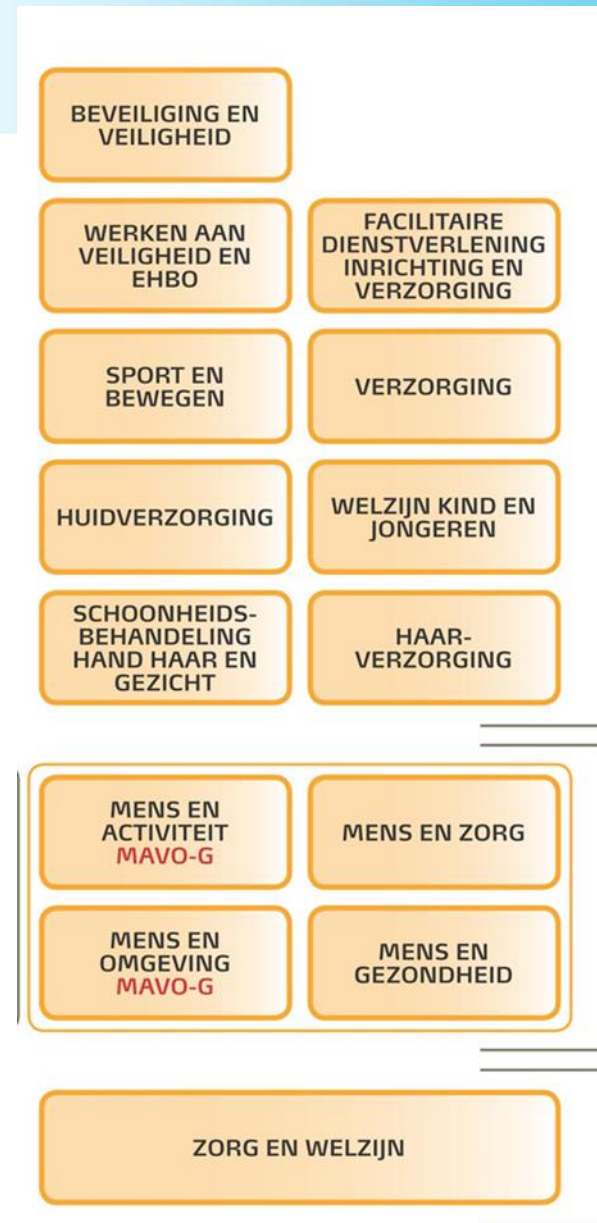 BEVEILIGING EN
VEILIGHEID
WERKEN AAN
VEILIGHEID EN
EHBO
FACILITAIRE
DIENSTVERLENING
INRICHTING EN
VERZORGING
SPORT EN
BEWEGEN
VERZORGING
HUIDVERZORGING
WELZIJN KIND EN
JONGEREN
SCHOONHEIDS-
BEHANDELING
HAND HAAR EN
GEZICHT
HAAR-
VERZORGING
MENS EN
ACTIVITEIT
MAVO-G
MENS EN ZORG
MENS EN
OMGEVING
MAVO-G
MENS EN
GEZONDHEID
ZORG EN WELZIJN